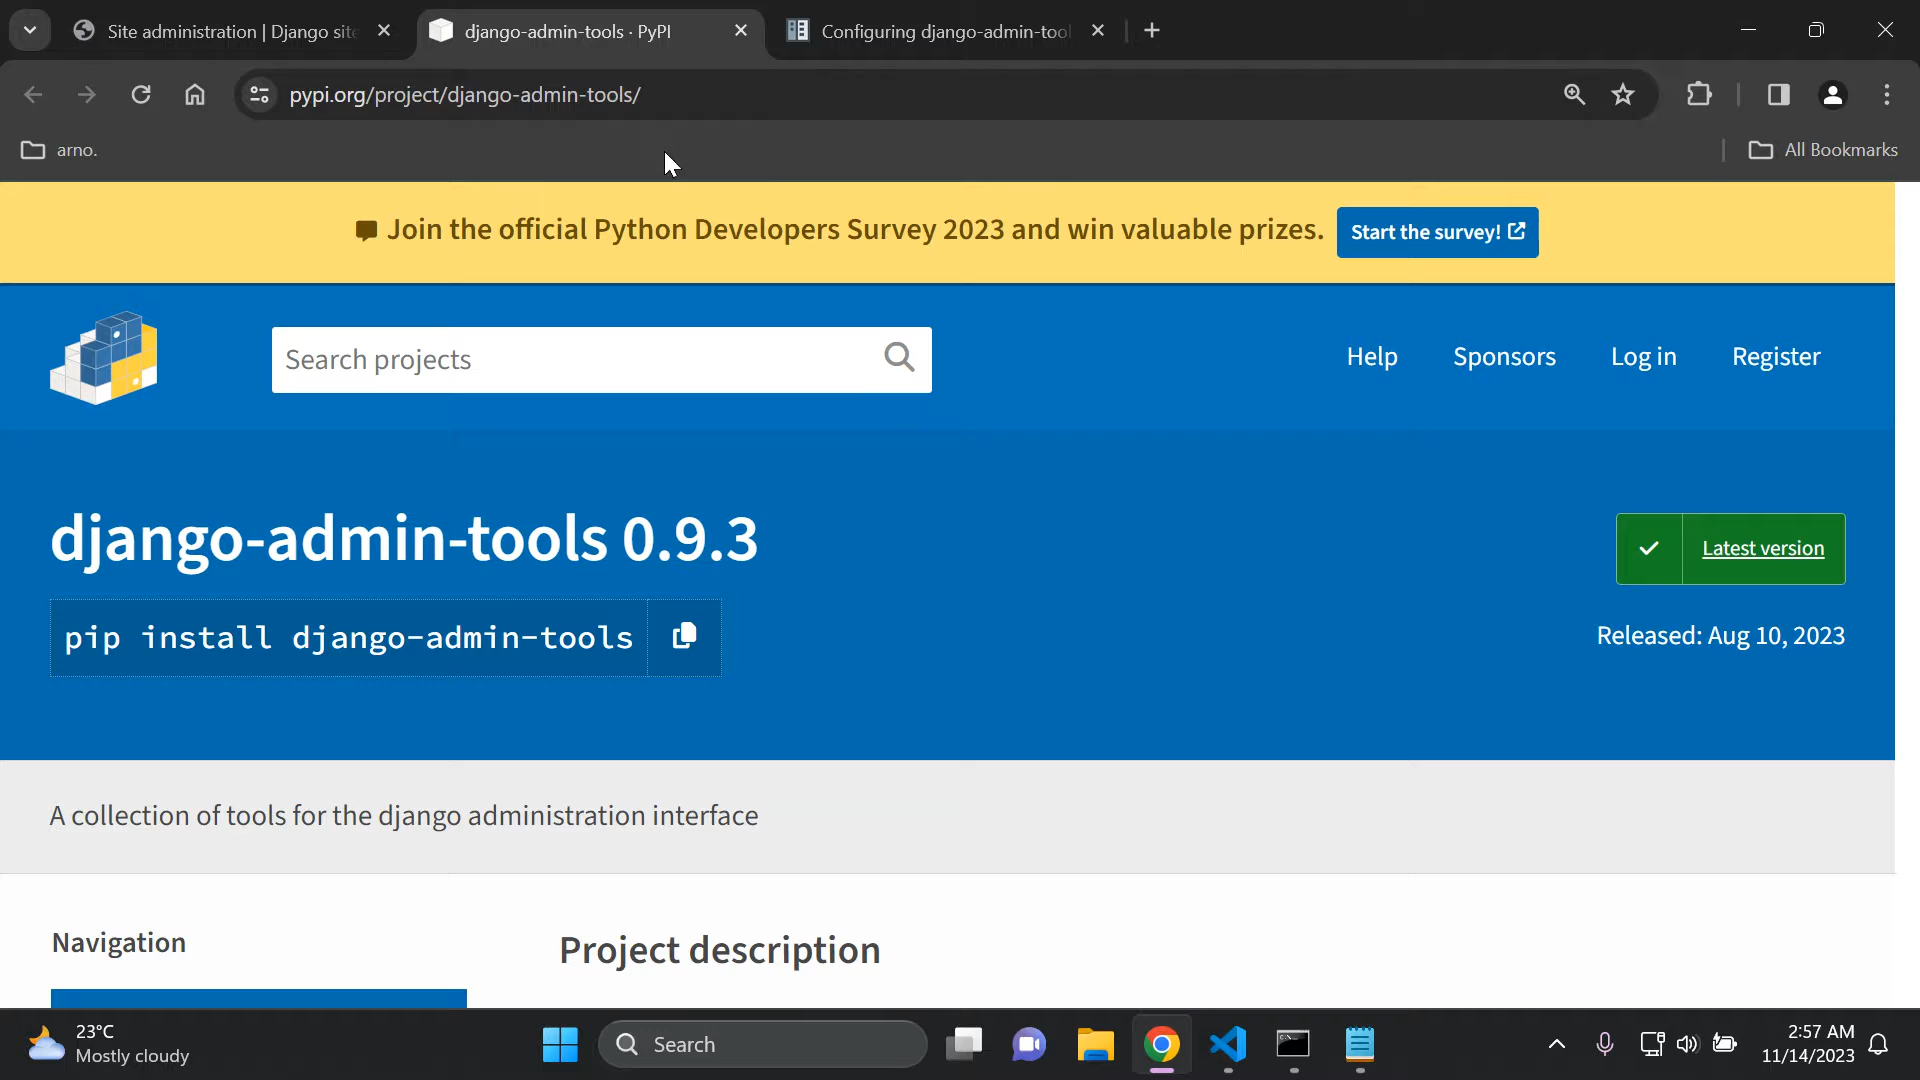 Site administration | Django site
django-admin-tools · PyPI
Configuring django-admin-tool
pypi.org/project/django-admin-tools/
arno.
All Bookmarks
Join the official Python Developers Survey 2023 and win valuable prizes.
Start the survey!
Search projects
Help
Sponsors
Log in
Register
django-admin-tools 0.9.3
Latest version
pip install django-admin-tools
Released: Aug 10, 2023
A collection of tools for the django administration interface
Navigation
Project description
23°C
Mostly cloudy
Search
2:57 AM
11/14/2023